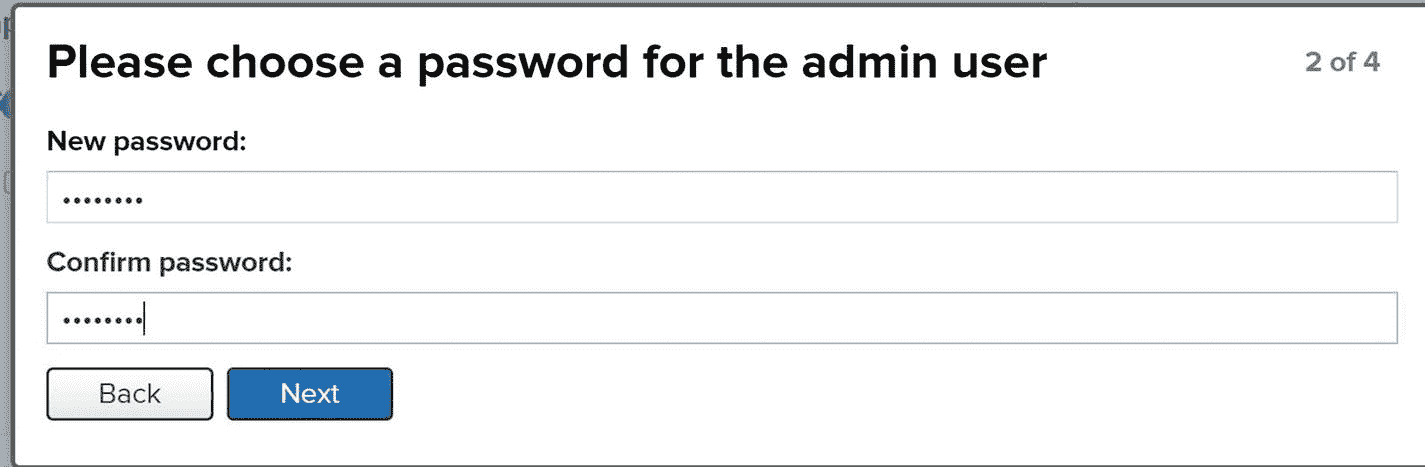 Please choose a password for the admin user
2 of 4
New password:
••••••••
Confirm password:
••••••••
Back
Next